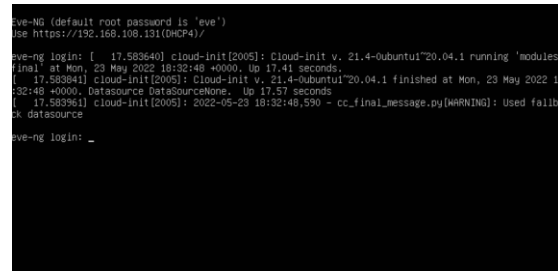 Eve-NG (default root password is 'eve')
Use https://192.168.108.131(DHCP4)/
eve-ng login: [   17.583640] cloud-init[2005]: Cloud-init v. 21.4-0ubuntu1~20.04.1 running 'modules
final' at Mon, 23 May 2022 18:32:48 +0000. Up 17.41 seconds.
[   17.583841] cloud-init[2005]: Cloud-init v. 21.4-0ubuntu1~20.04.1 finished at Mon, 23 May 2022 1
:32:48 +0000. Datasource DataSourceNone.  Up 17.57 seconds
[   17.583961] cloud-init[2005]: 2022-05-23 18:32:48,590 - cc_final_message.py[WARNING]: Used fallb
ck datasource
eve-ng login: _